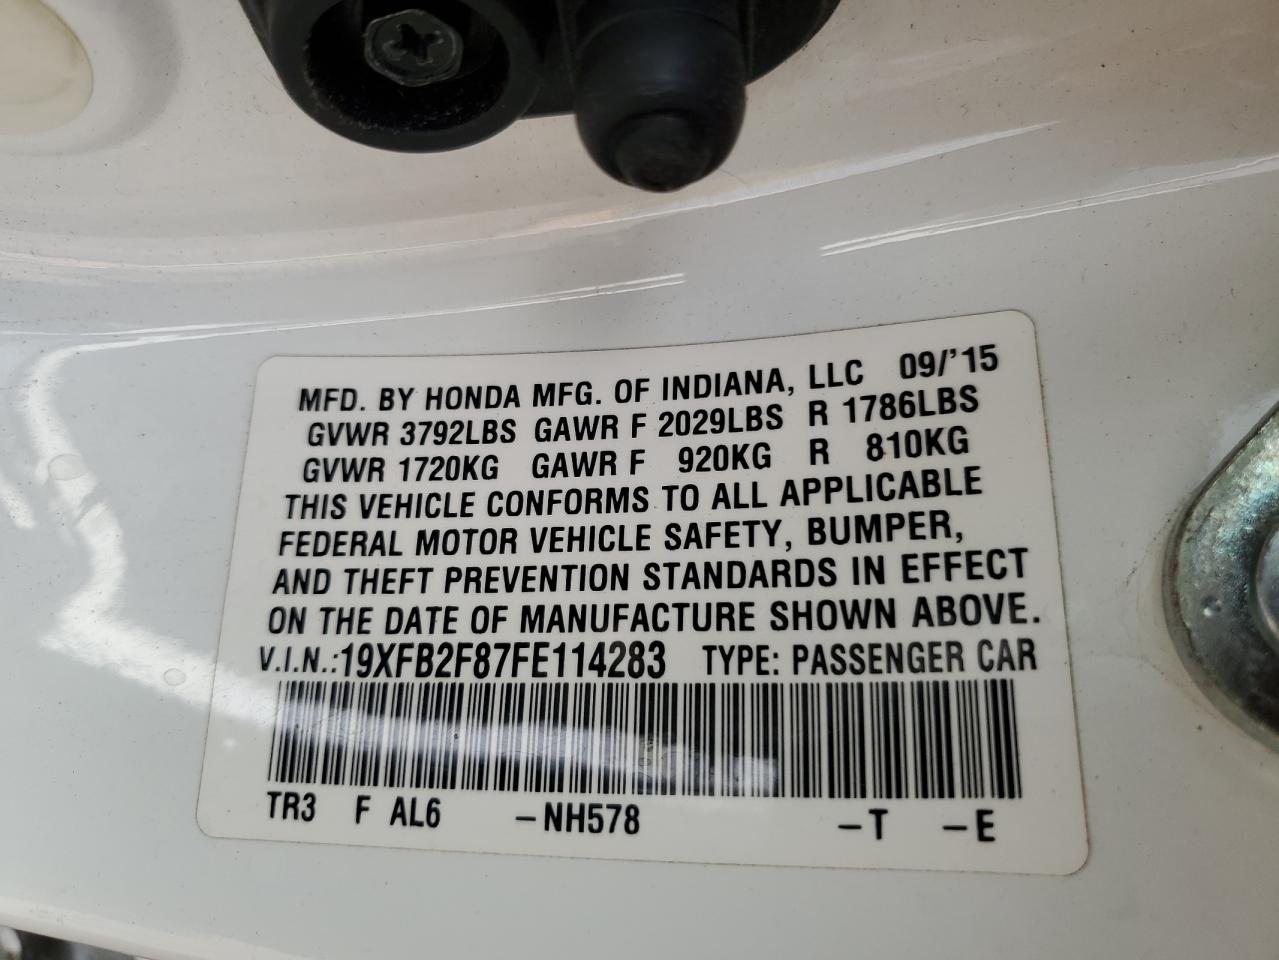 MFD. BY HONDA MFG. OF INDIANA, LLC 09/'15
GVWR 3792LBS GAWR F 2029LBS R 1786LBS
GVWR 1720KG GAWR F 920KG R 810KG
THIS VEHICLE CONFORMS TO ALL APPLICABLE
FEDERAL MOTOR VEHICLE SAFETY, BUMPER,
AND THEFT PREVENTION STANDARDS IN EFFECT
ON THE DATE OF MANUFACTURE SHOWN ABOVE.
V.I.N.:19XFB2F87FE114283 TYPE: PASSENGER CAR
TR3 F AL6 -NH578 -T -E